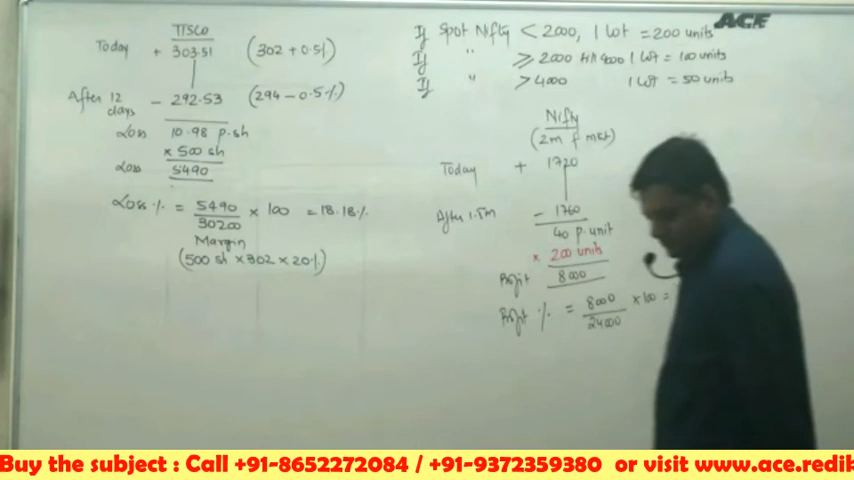 TISCO
Today + 303.51 (302 + 0.5%)
After 12 days - 292.53 (294 - 0.5%)
Loss 10.98 p.sh
× 500 sh
Loss 5490
Loss % = 5490 / 30200 × 100 = 18.18%
Margin
(500 sh × 302 × 20%)
If Spot Nifty < 2000, 1 lot = 200 units
If " ≥ 2000 till 4000 1 lot = 100 units
If " > 4000 1 lot = 50 units
ACE
Nifty
(2m f mkt)
Today + 1720
After 1.5m - 1760
40 p.unit
× 200 units
Profit 8000
Profit % = 8000 / 24000 × 100 =
Buy the subject : Call +91-8652272084 / +91-9372359380 or visit www.ace.redik